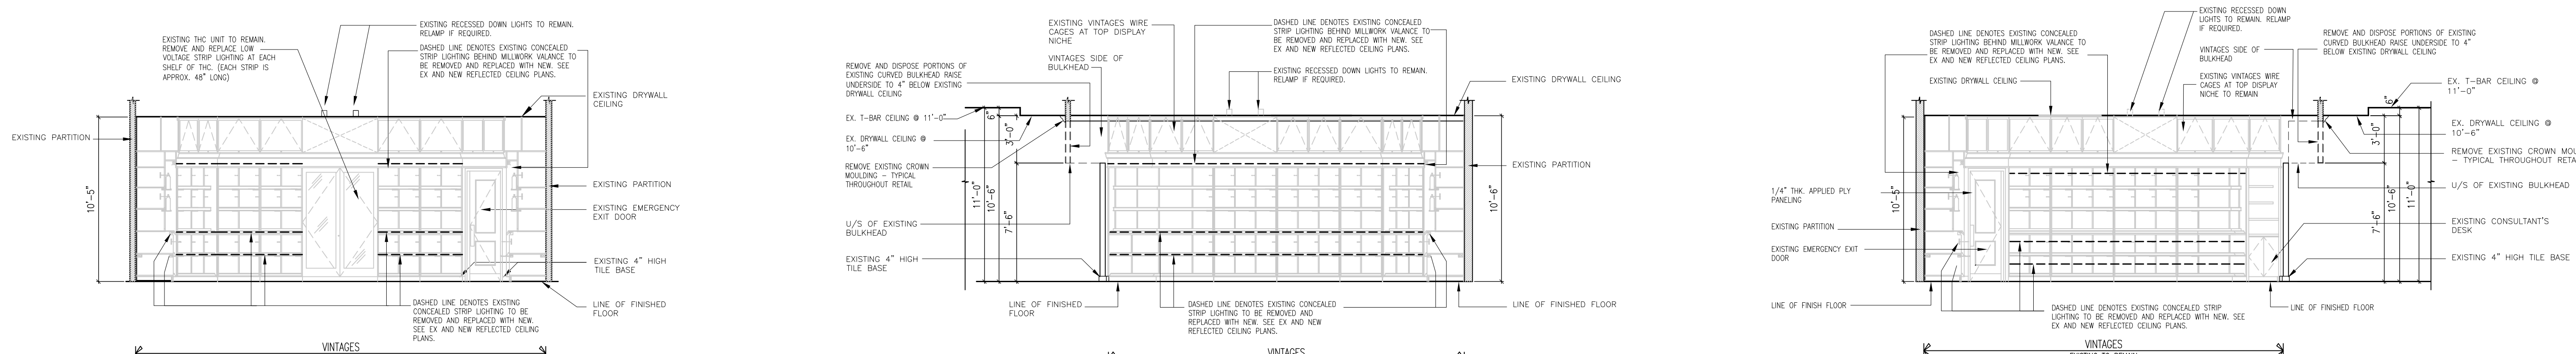 EXISTING THC UNIT TO REMAIN.
REMOVE AND REPLACE LOW
VOLTAGE STRIP LIGHTING AT EACH
SHELF OF THC. (EACH STRIP IS
APPROX. 48" LONG)
EXISTING RECESSED DOWN LIGHTS TO REMAIN.
RELAMP IF REQUIRED.
DASHED LINE DENOTES EXISTING CONCEALED
STRIP LIGHTING BEHIND MILLWORK VALANCE TO
BE REMOVED AND REPLACED WITH NEW. SEE
EX AND NEW REFLECTED CEILING PLANS.
EXISTING DRYWALL
CEILING
EXISTING PARTITION
10'-5"
EXISTING PARTITION
EXISTING EMERGENCY
EXIT DOOR
EXISTING 4" HIGH
TILE BASE
LINE OF FINISHED
FLOOR
DASHED LINE DENOTES EXISTING
CONCEALED STRIP LIGHTING TO BE
REMOVED AND REPLACED WITH NEW.
SEE EX AND NEW REFLECTED CEILING
PLANS.
VINTAGES
EXISTING VINTAGES WIRE
CAGES AT TOP DISPLAY
NICHE
VINTAGES SIDE OF
BULKHEAD
REMOVE AND DISPOSE PORTIONS OF
EXISTING CURVED BULKHEAD RAISE
UNDERSIDE TO 4" BELOW EXISTING
DRYWALL CEILING
EX. T-BAR CEILING @ 11'-0"
EX. DRYWALL CEILING @
10'-6"
REMOVE EXISTING CROWN
MOULDING – TYPICAL
THROUGHOUT RETAIL
U/S OF EXISTING
BULKHEAD
EXISTING 4" HIGH
TILE BASE
6"
3'-0"
11'-0"
10'-6"
7'-6"
DASHED LINE DENOTES EXISTING CONCEALED
STRIP LIGHTING BEHIND MILLWORK VALANCE TO
BE REMOVED AND REPLACED WITH NEW. SEE
EX AND NEW REFLECTED CEILING PLANS.
EXISTING RECESSED DOWN LIGHTS TO REMAIN.
RELAMP IF REQUIRED.
EXISTING DRYWALL CEILING
EXISTING PARTITION
10'-6"
LINE OF FINISHED
FLOOR
DASHED LINE DENOTES EXISTING CONCEALED
STRIP LIGHTING TO BE REMOVED AND
REPLACED WITH NEW. SEE EX AND NEW
REFLECTED CEILING PLANS.
LINE OF FINISHED FLOOR
VINTAGES
DASHED LINE DENOTES EXISTING CONCEALED
STRIP LIGHTING BEHIND MILLWORK VALANCE TO
BE REMOVED AND REPLACED WITH NEW. SEE
EX AND NEW REFLECTED CEILING PLANS.
EXISTING DRYWALL CEILING
EXISTING RECESSED DOWN
LIGHTS TO REMAIN. RELAMP
IF REQUIRED.
VINTAGES SIDE OF
BULKHEAD
EXISTING VINTAGES WIRE
CAGES AT TOP DISPLAY
NICHE TO REMAIN
REMOVE AND DISPOSE PORTIONS OF EXISTING
CURVED BULKHEAD RAISE UNDERSIDE TO 4"
BELOW EXISTING DRYWALL CEILING
EX. T-BAR CEILING @
11'-0"
EX. DRYWALL CEILING @
10'-6"
REMOVE EXISTING CROWN MOU
– TYPICAL THROUGHOUT RETA
U/S OF EXISTING BULKHEAD
EXISTING CONSULTANT'S
DESK
EXISTING 4" HIGH TILE BASE
6"
3'-0"
7'-6"
10'-6"
11'-0"
1/4" THK. APPLIED PLY
PANELING
10'-5"
EXISTING PARTITION
EXISTING EMERGENCY EXIT
DOOR
LINE OF FINISH FLOOR
DASHED LINE DENOTES EXISTING CONCEALED STRIP
LIGHTING TO BE REMOVED AND REPLACED WITH NEW. SEE
EX AND NEW REFLECTED CEILING PLANS.
LINE OF FINISHED FLOOR
VINTAGES
EXISTING TO REMAIN